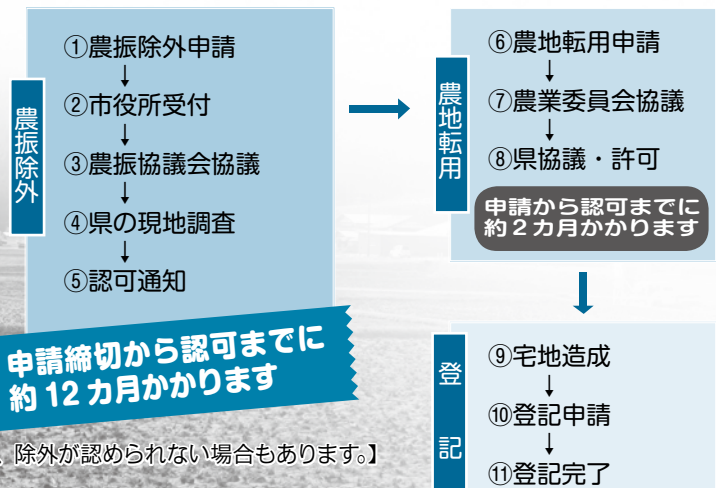 農振除外
①農振除外申請
↓
②市役所受付
↓
③農振協議会協議
↓
④県の現地調査
↓
⑤認可通知
申請締切から認可までに
約12カ月かかります
、除外が認められない場合もあります。】
農地転用
⑥農地転用申請
↓
⑦農業委員会協議
↓
⑧県協議・許可
申請から認可までに
約2カ月かかります
登記
⑨宅地造成
↓
⑩登記申請
↓
⑪登記完了